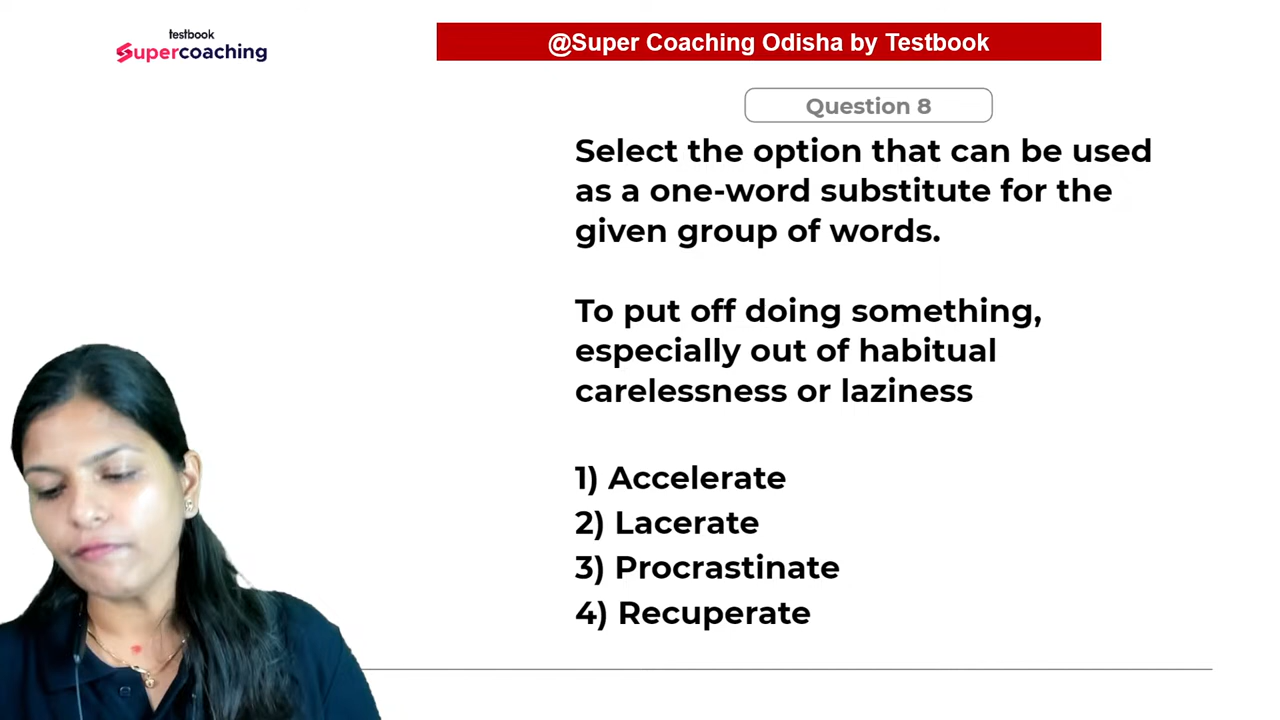 testbook
Supercoaching
@Super Coaching Odisha by Testbook
Question 8
Select the option that can be used
as a one-word substitute for the
given group of words.
To put off doing something,
especially out of habitual
carelessness or laziness
1) Accelerate
2) Lacerate
3) Procrastinate
4) Recuperate